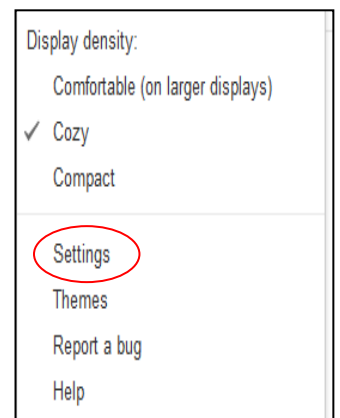 Display density:
Comfortable (on larger displays)
✓ Cozy
Compact
Settings
Themes
Report a bug
Help